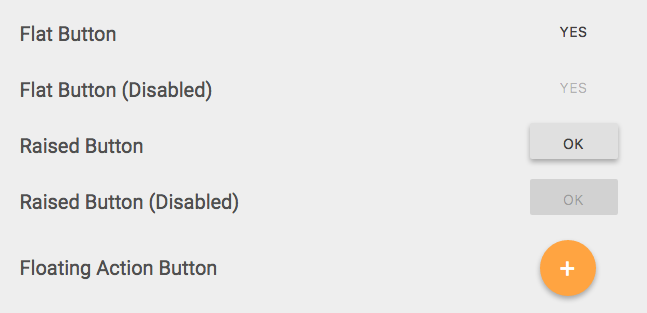 Flat Button YES
Flat Button (Disabled) YES
Raised Button OK
Raised Button (Disabled) OK
Floating Action Button +